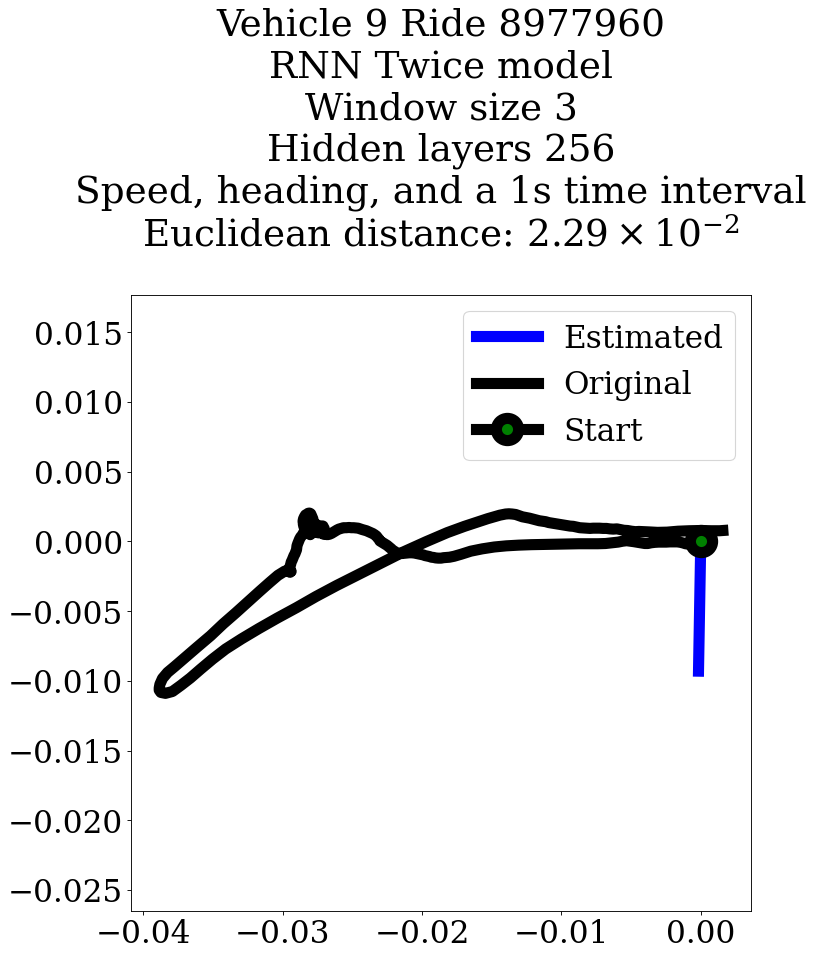 Vehicle 9 Ride 8977960
RNN Twice model
Window size 3
Hidden layers 256
Speed, heading, and a 1s time interval
Euclidean distance: 2.29 × 10⁻²
Estimated
Original
Start
0.015
0.010
0.005
0.000
−0.005
−0.010
−0.015
−0.020
−0.025
−0.04 −0.03 −0.02 −0.01 0.00